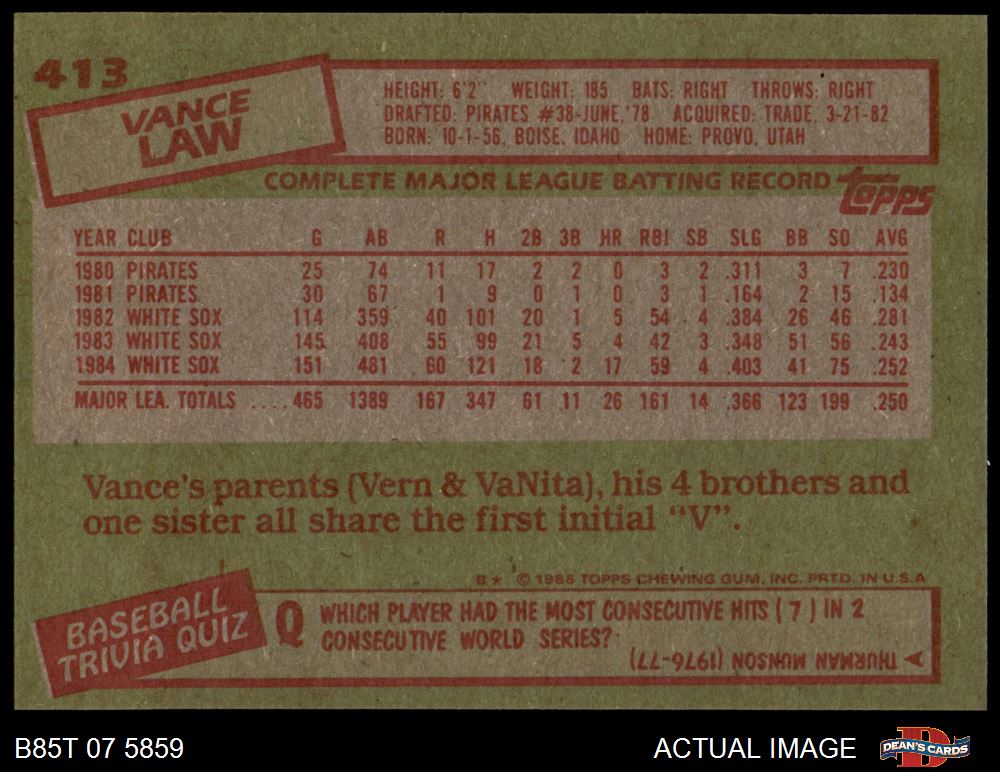 413
VANCE
LAW
HEIGHT: 6'2" WEIGHT: 185 BATS: RIGHT THROWS: RIGHT
DRAFTED: PIRATES #38-JUNE,'78 ACQUIRED: TRADE, 3-21-82
BORN: 10-1-56, BOISE, IDAHO HOME: PROVO, UTAH
COMPLETE MAJOR LEAGUE BATTING RECORD topps
YEAR CLUB G AB R H 2B 3B HR RBI SB SLG BB SO AVG
1980 PIRATES 25 74 11 17 2 2 0 3 2 .311 3 7 .230
1981 PIRATES 30 67 1 9 0 1 0 3 1 .164 2 15 .134
1982 WHITE SOX 114 359 40 101 20 1 5 54 4 .384 26 46 .281
1983 WHITE SOX 145 408 55 99 21 5 4 42 3 .348 51 56 .243
1984 WHITE SOX 151 481 60 121 18 2 17 59 4 .403 41 75 .252
MAJOR LEA. TOTALS ....465 1389 167 347 61 11 26 161 14 .366 123 199 .250
Vance's parents (Vern & VaNita), his 4 brothers and
one sister all share the first initial "V".
B* © 1985 TOPPS CHEWING GUM, INC. PRTD. IN U.S.A
BASEBALL
TRIVIA QUIZ
Q WHICH PLAYER HAD THE MOST CONSECUTIVE HITS (7) IN 2
CONSECUTIVE WORLD SERIES?
THURMAN MUNSON (1976-77)
B85T 07 5859
ACTUAL IMAGE
D
DEAN'S CARDS